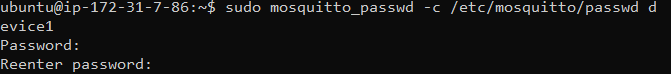 ubuntu@ip-172-31-7-86:~$ sudo mosquitto_passwd -c /etc/mosquitto/passwd d
evice1
Password:
Reenter password: